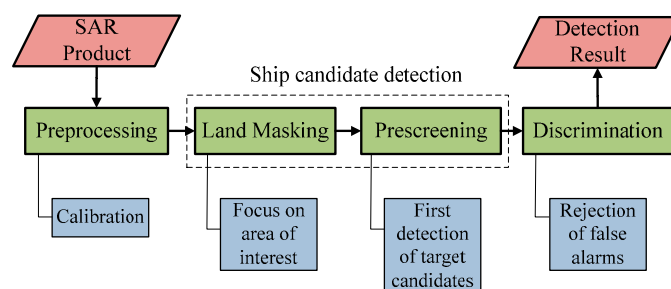 SAR
Product
Detection
Result
Ship candidate detection
Preprocessing
Land Masking
Prescreening
Discrimination
Calibration
Focus on
area of
interest
First
detection
of target
candidates
Rejection
of false
alarms